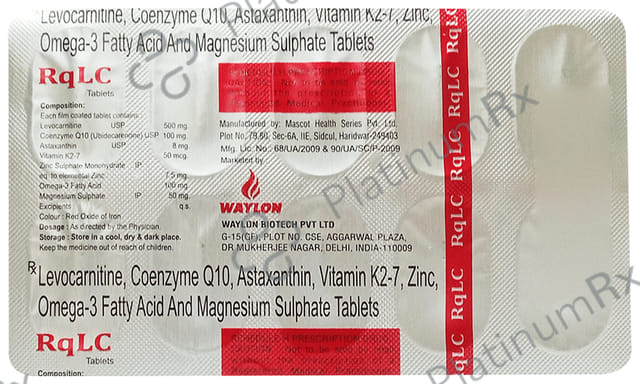 Levocarnitine, Coenzyme Q10, Astaxanthin, Vitamin K2-7, Zinc,
Omega-3 Fatty Acid And Magnesium Sulphate Tablets
RqLC
Tablets
Composition:
Each film coated tablet contains:
Levocarnitine USP 500 mg
Coenzyme Q10 (Ubidecarenone) USP 100 mg
Astaxanthin USP 8 mg
Vitamin K2-7 50 mcg.
Zinc Sulphate Monohydrate IP
eq. to elemental Zinc 7.5 mg
Omega-3 Fatty Acid 100 mg
Magnesium Sulphate IP 50 mg
Excipients q.s.
Colour : Red Oxide of Iron
Dosage : As directed by the Physician.
Storage : Store in a cool, dry & dark place.
Keep the medicine out of reach of children.
Manufactured by: Mascot Health Series Pvt. Ltd.
Plot No. 79,80, Sec-6A, IIE, Sidcul, Haridwar-249403
Mfg. Lic. No.: 68/UA/2009 & 90/UA/SC/P-2009
Marketed by:
WAYLON
WAYLON BIOTECH PVT LTD
G-15(GF), PLOT NO. CSE, AGGARWAL PLAZA,
DR MUKHERJEE NAGAR, DELHI, INDIA-110009
Rx Levocarnitine, Coenzyme Q10, Astaxanthin, Vitamin K2-7, Zinc,
Omega-3 Fatty Acid And Magnesium Sulphate Tablets
RqLC
Tablets
Composition:
RqLC
RqLC
RqLC
RqLC
RqLC
PlatinumRx
PlatinumRx